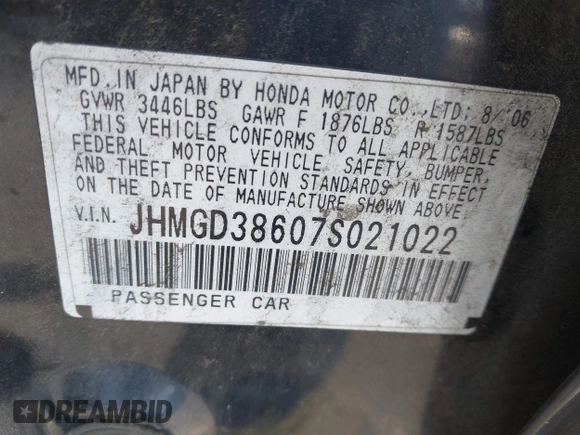 MFD. IN JAPAN BY HONDA MOTOR CO., LTD: 8/'06
GVWR 3446LBS GAWR F 1876LBS R 1587LBS
THIS VEHICLE CONFORMS TO ALL APPLICABLE
FEDERAL MOTOR VEHICLE SAFETY, BUMPER,
AND THEFT PREVENTION STANDARDS IN EFFECT
ON THE DATE OF MANUFACTURE SHOWN ABOVE.
V.I.N. JHMGD38607S021022
PASSENGER CAR
DREAMBID